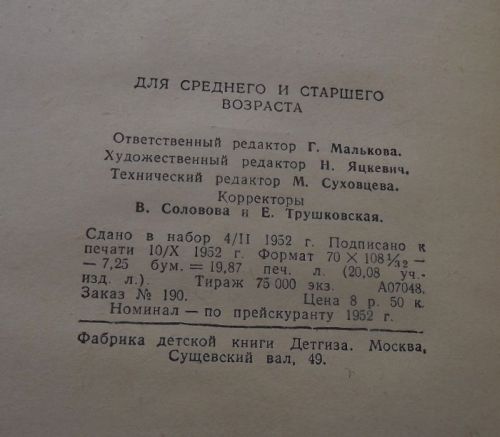 ДЛЯ СРЕДНЕГО И СТАРШЕГО
ВОЗРАСТА
Ответственный редактор Г. Малькова.
Художественный редактор Н. Яцкевич.
Технический редактор М. Суховцева.
Корректоры
В. Соловова и Е. Трушковская.
Сдано в набор 4/II 1952 г. Подписано к
печати 10/X 1952 г. Формат 70 × 108 1/32 —
— 7,25 бум. = 19,87 печ. л. (20,08 уч.-
изд. л.). Тираж 75 000 экз. А07048.
Заказ № 190. Цена 8 р. 50 к.
Номинал — по прейскуранту 1952 г.
Фабрика детской книги Детгиза. Москва,
Сущевский вал, 49.